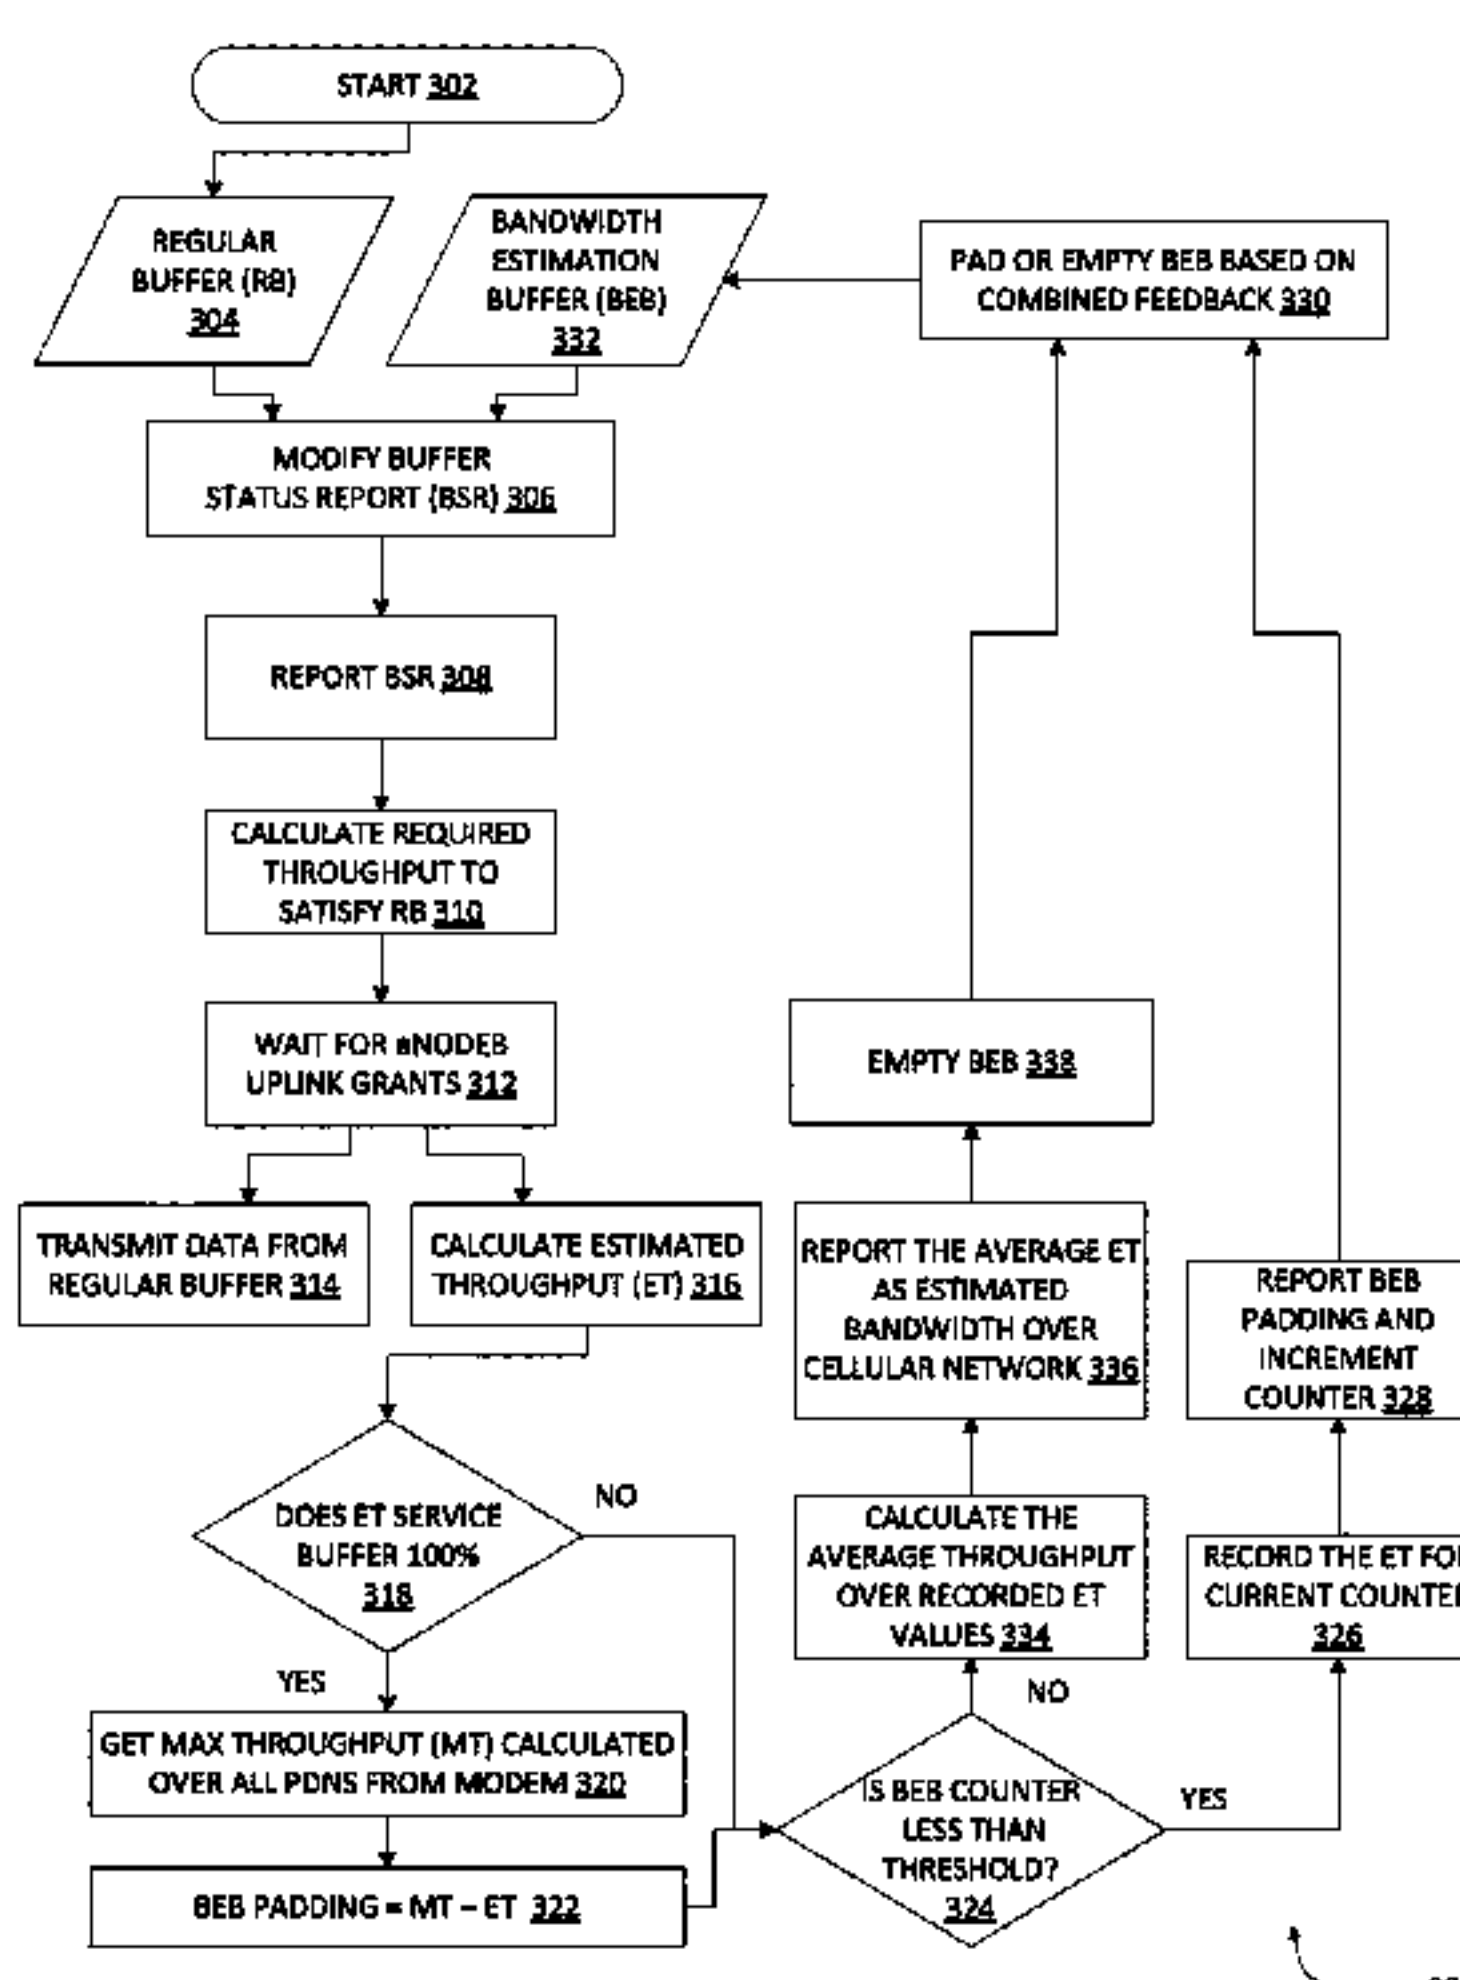 START 302
REGULAR
BUFFER (RB)
304
BANDWIDTH
ESTIMATION
BUFFER (BEB)
332
PAD OR EMPTY BEB BASED ON
COMBINED FEEDBACK 330
MODIFY BUFFER
STATUS REPORT (BSR) 306
REPORT BSR 308
CALCULATE REQUIRED
THROUGHPUT TO
SATISFY RB 310
WAIT FOR eNODEB
UPLINK GRANTS 312
EMPTY BEB 338
TRANSMIT DATA FROM
REGULAR BUFFER 314
CALCULATE ESTIMATED
THROUGHPUT (ET) 316
REPORT THE AVERAGE ET
AS ESTIMATED
BANDWIDTH OVER
CELLULAR NETWORK 336
REPORT BEB
PADDING AND
INCREMENT
COUNTER 328
DOES ET SERVICE
BUFFER 100%
318
NO
CALCULATE THE
AVERAGE THROUGHPUT
OVER RECORDED ET
VALUES 334
RECORD THE ET FO
CURRENT COUNTE
326
YES
NO
GET MAX THROUGHPUT (MT) CALCULATED
OVER ALL PDNS FROM MODEM 320
IS BEB COUNTER
LESS THAN
THRESHOLD?
324
YES
BEB PADDING = MT – ET 322